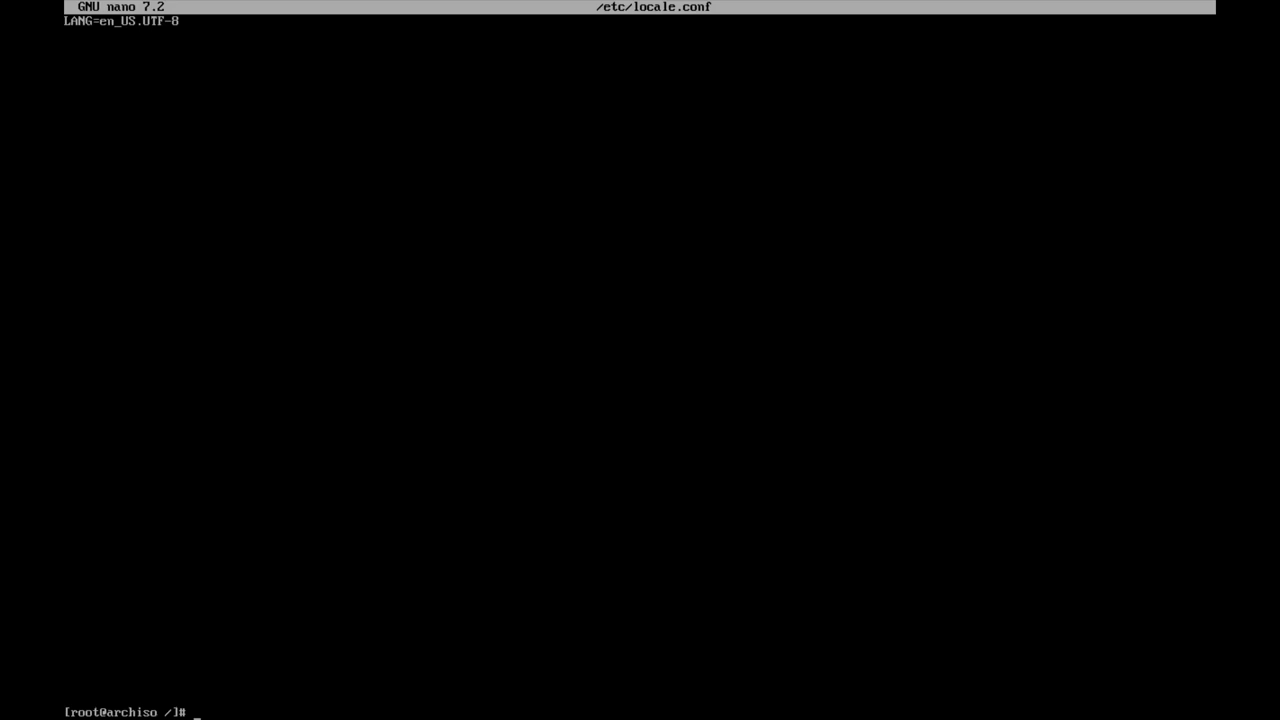 GNU nano 7.2 /etc/locale.conf
LANG=en_US.UTF-8
[root@archiso /]# _